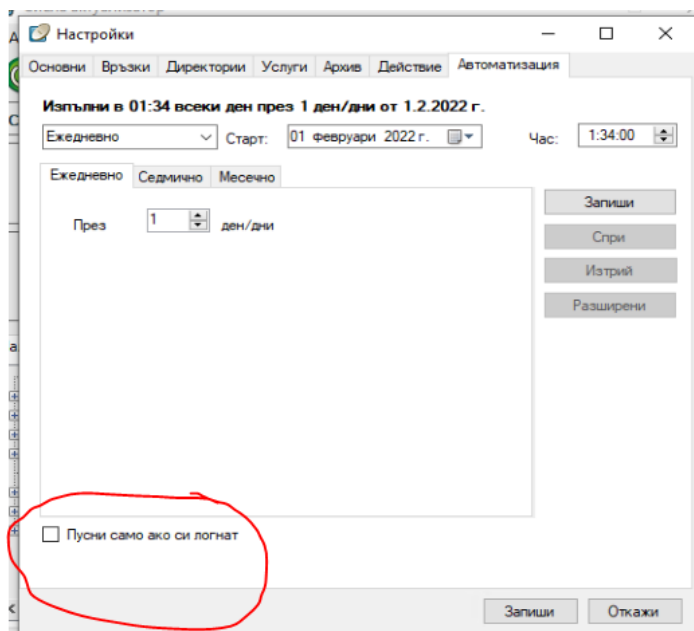 Настройки
Основни Връзки Директории Услуги Архив Действие Автоматизация
Изпълни в 01:34 всеки ден през 1 ден/дни от 1.2.2022 г.
Ежедневно Старт: 01 февруари 2022 г. Час: 1:34:00
Ежедневно Седмично Месечно
Запиши
През 1 ден/дни
Спри
Изтрий
Разширени
Пусни само ако си логнат
Запиши Откажи